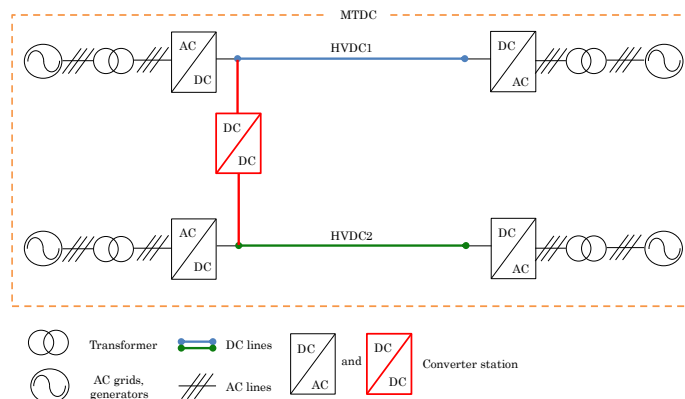 MTDC
HVDC1
AC
DC
DC
AC
DC
DC
HVDC2
AC
DC
DC
AC
Transformer
DC lines
DC
AC
and
DC
DC
Converter station
AC grids,
generators
AC lines